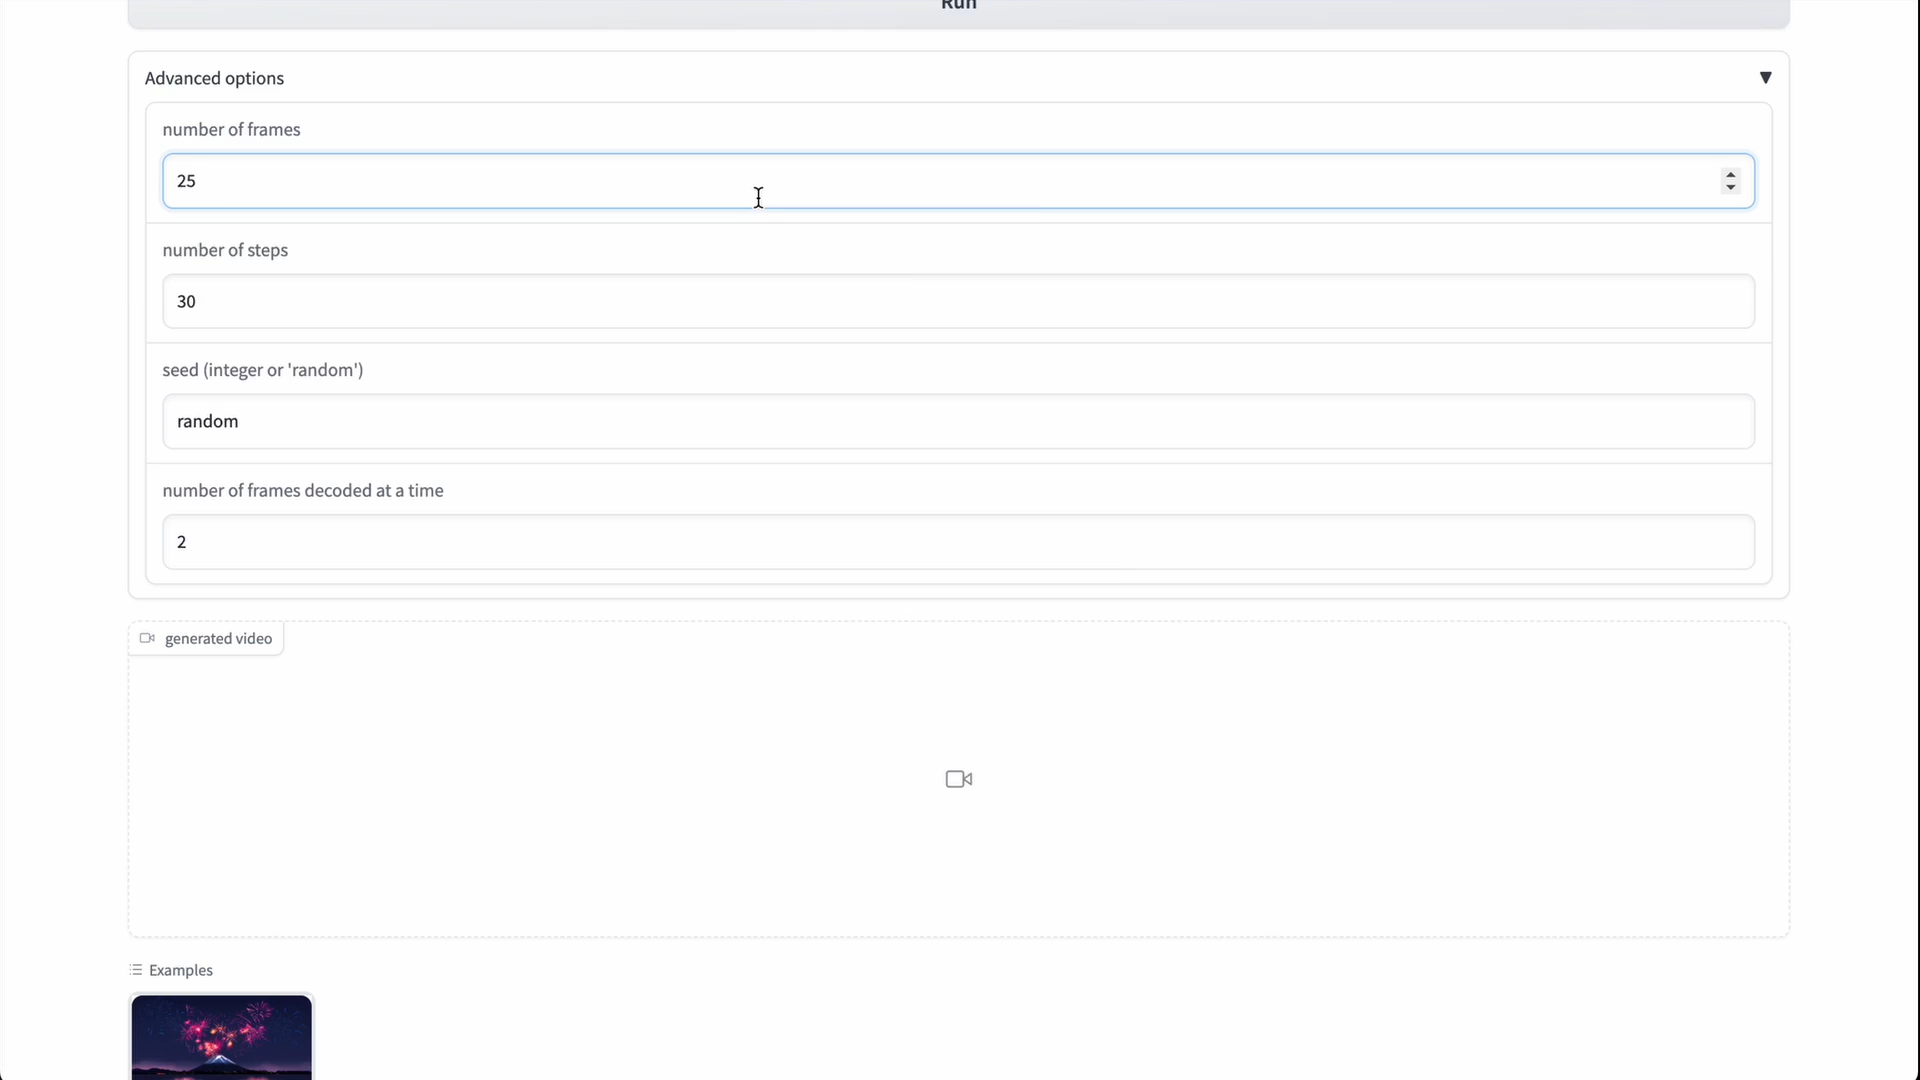 Run
Advanced options
number of frames
25
number of steps
30
seed (integer or 'random')
random
number of frames decoded at a time
2
generated video
Examples